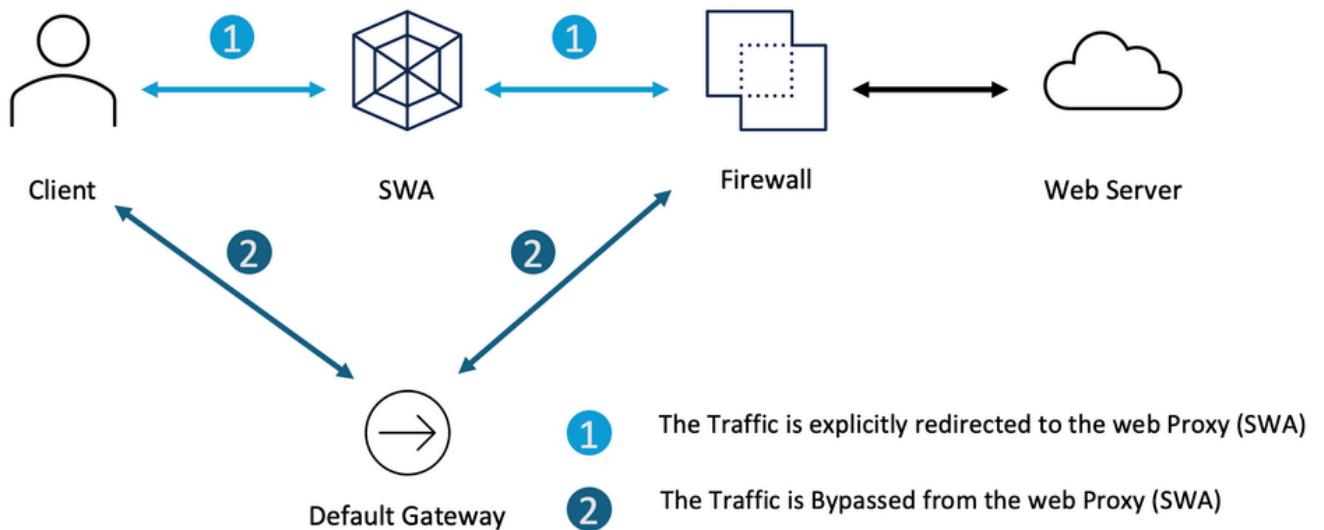 1
1
Client
SWA
Firewall
Web Server
2
2
Default Gateway
1 The Traffic is explicitly redirected to the web Proxy (SWA)
2 The Traffic is Bypassed from the web Proxy (SWA)